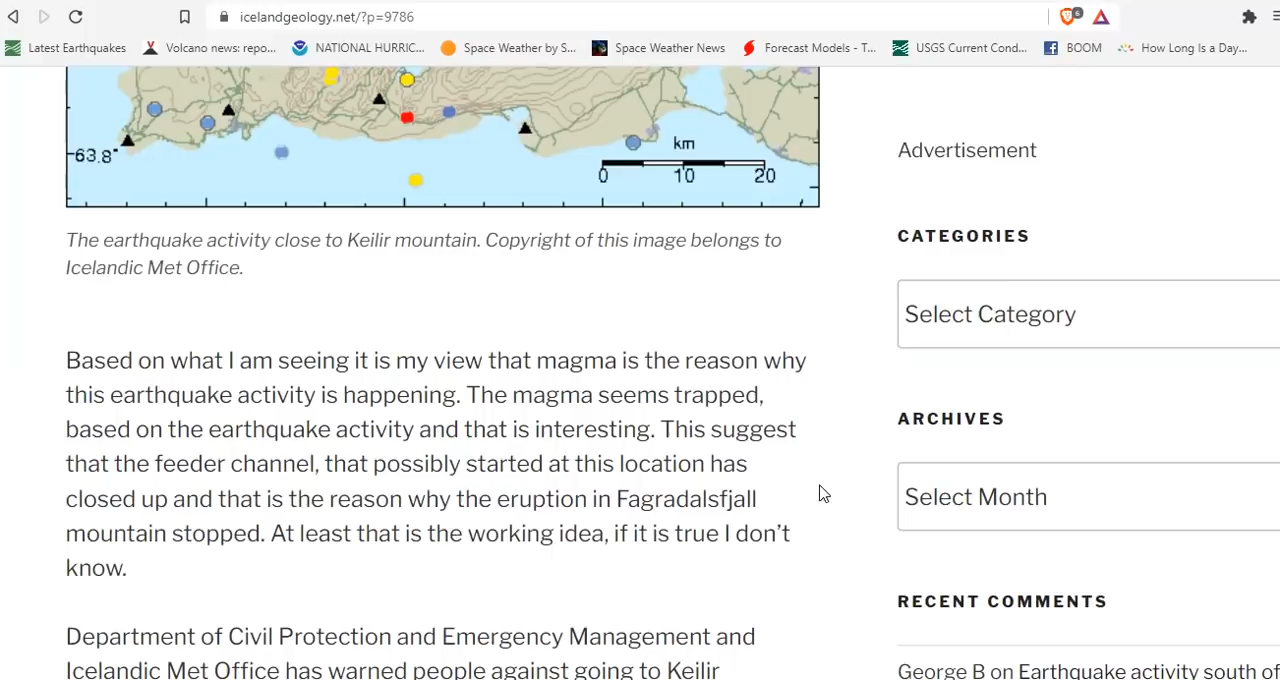 icelandgeology.net/?p=9786
6
Latest Earthquakes
Volcano news: repo...
NATIONAL HURRIC...
Space Weather by S...
Space Weather News
Forecast Models - T...
USGS Current Cond...
BOOM
How Long Is a Day...
63.8°
km
0 10 20
The earthquake activity close to Keilir mountain. Copyright of this image belongs to
Icelandic Met Office.
Based on what I am seeing it is my view that magma is the reason why
this earthquake activity is happening. The magma seems trapped,
based on the earthquake activity and that is interesting. This suggest
that the feeder channel, that possibly started at this location has
closed up and that is the reason why the eruption in Fagradalsfjall
mountain stopped. At least that is the working idea, if it is true I don't
know.
Department of Civil Protection and Emergency Management and
Icelandic Met Office has warned people against going to Keilir
Advertisement
CATEGORIES
Select Category
ARCHIVES
Select Month
RECENT COMMENTS
George B on Earthquake activity south of